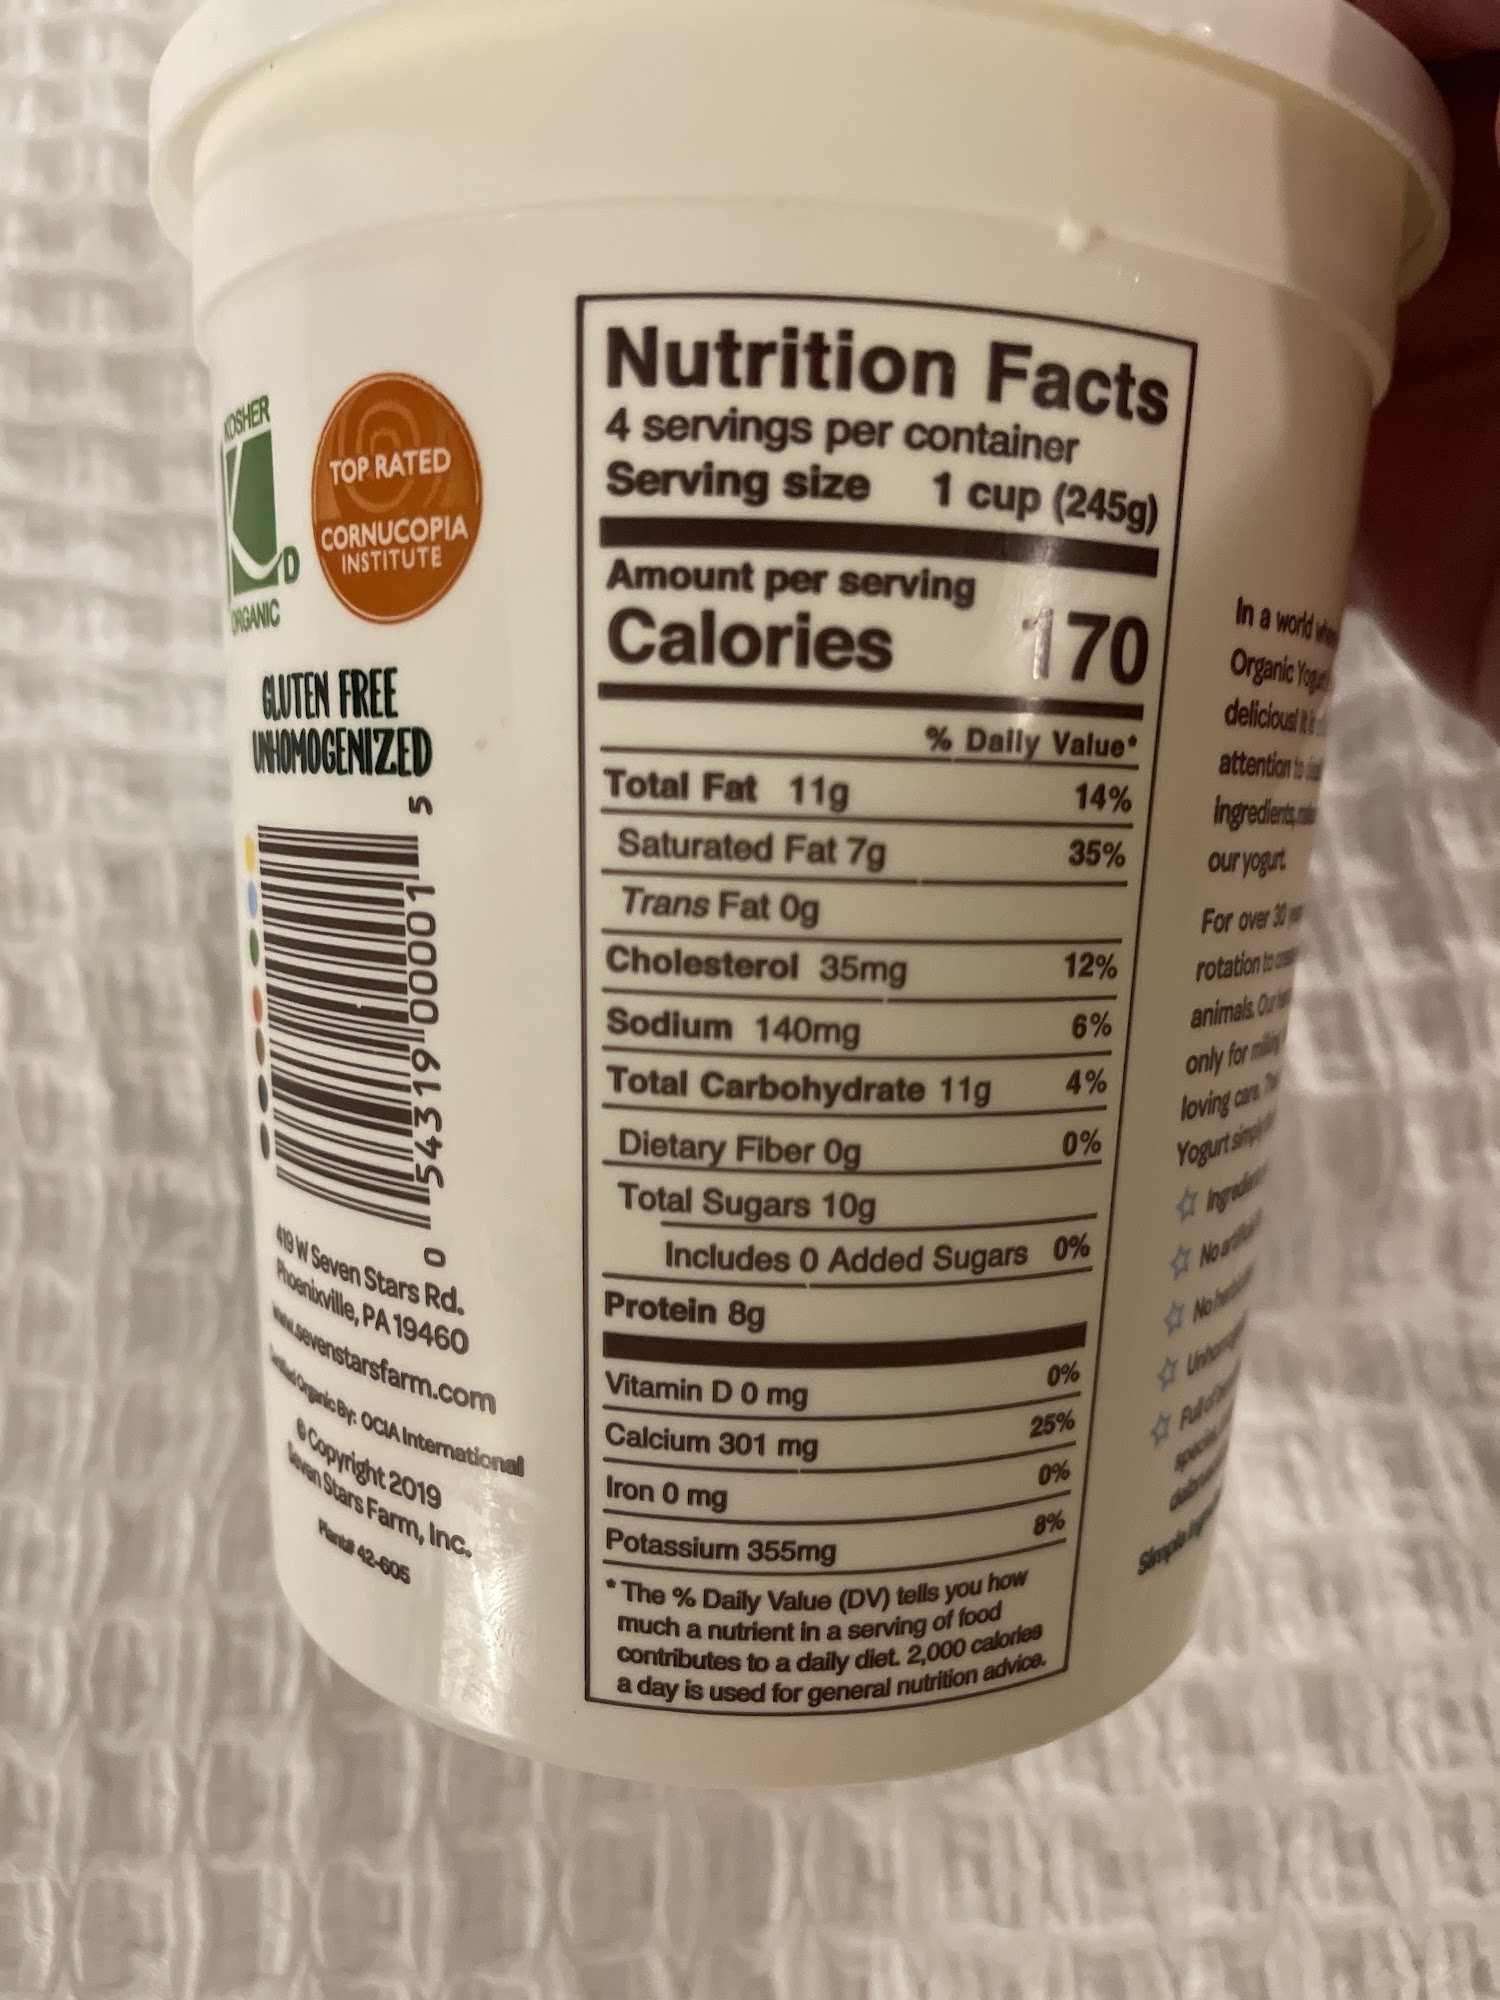 KOSHER
K
D
ORGANIC
TOP RATED
CORNUCOPIA
INSTITUTE
GLUTEN FREE
UNHOMOGENIZED
0 54319 00001 5
419 W Seven Stars Rd.
Phoenixville, PA 19460
www.sevenstarsfarm.com
Certified Organic By: OCIA International
© Copyright 2019
Seven Stars Farm, Inc.
Plant# 42-605
Nutrition Facts
4 servings per container
Serving size 1 cup (245g)
Amount per serving
Calories 170
% Daily Value*
Total Fat 11g 14%
Saturated Fat 7g 35%
Trans Fat 0g
Cholesterol 35mg 12%
Sodium 140mg 6%
Total Carbohydrate 11g 4%
Dietary Fiber 0g 0%
Total Sugars 10g
Includes 0 Added Sugars 0%
Protein 8g
Vitamin D 0 mg 0%
Calcium 301 mg 25%
Iron 0 mg 0%
Potassium 355mg 8%
* The % Daily Value (DV) tells you how
much a nutrient in a serving of food
contributes to a daily diet. 2,000 calories
a day is used for general nutrition advice.
In a world
Organic
delicious!
attention to
ingredients,
our yogurt.
For over 30
rotation to
animals. Our
only for
loving care.
Yogurt
No
No